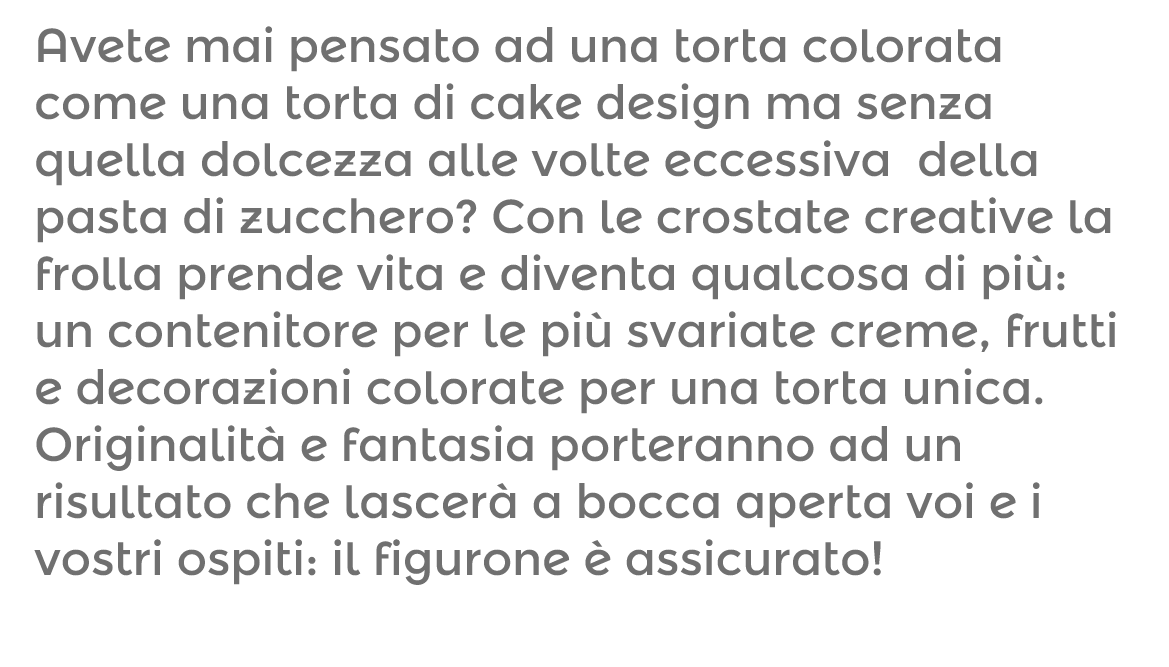 Avete mai pensato ad una torta colorata
come una torta di cake design ma senza
quella dolcezza alle volte eccessiva  della
pasta di zucchero? Con le crostate creative la
frolla prende vita e diventa qualcosa di più:
un contenitore per le più svariate creme, frutti
e decorazioni colorate per una torta unica.
Originalità e fantasia porteranno ad un
risultato che lascerà a bocca aperta voi e i
vostri ospiti: il figurone è assicurato!